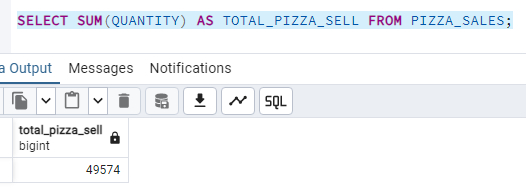 SELECT SUM(QUANTITY) AS TOTAL_PIZZA_SELL FROM PIZZA_SALES;
a Output Messages Notifications
SQL
total_pizza_sell
bigint
49574